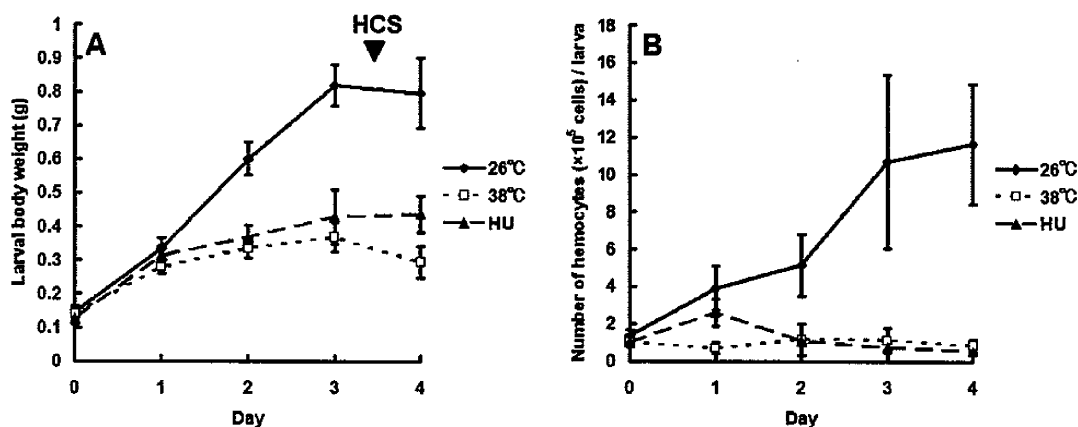 A
HCS
1
0.9
0.8
0.7
0.6
0.5
0.4
0.3
0.2
0.1
0
Larval body weight (g)
0 1 2 3 4
Day
26℃
38℃
HU
B
18
16
14
12
10
8
6
4
2
0
Number of hemocytes (×10⁵ cells) / larva
0 1 2 3 4
Day
26℃
38℃
HU